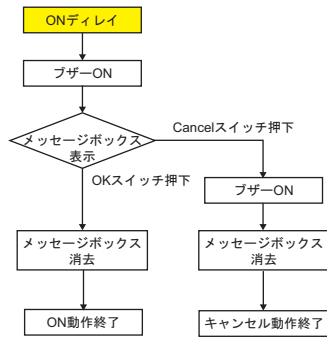 ONディレイ
ブザーON
メッセージボックス
表示
Cancelスイッチ押下
OKスイッチ押下
ブザーON
メッセージボックス
消去
メッセージボックス
消去
ON動作終了
キャンセル動作終了